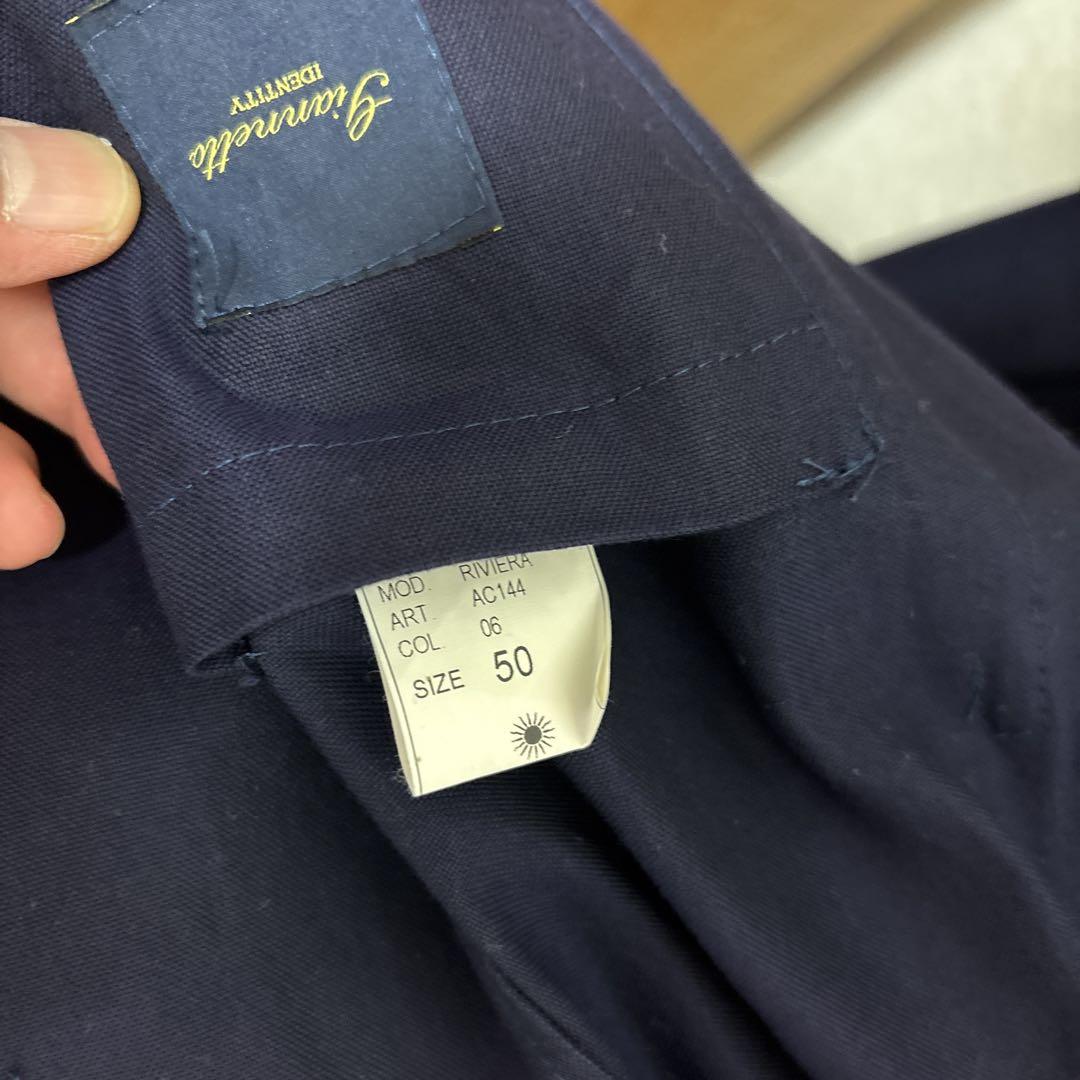 Giannetto
IDENTITY
MOD. RIVIERA
ART. AC144
COL. 06
SIZE 50